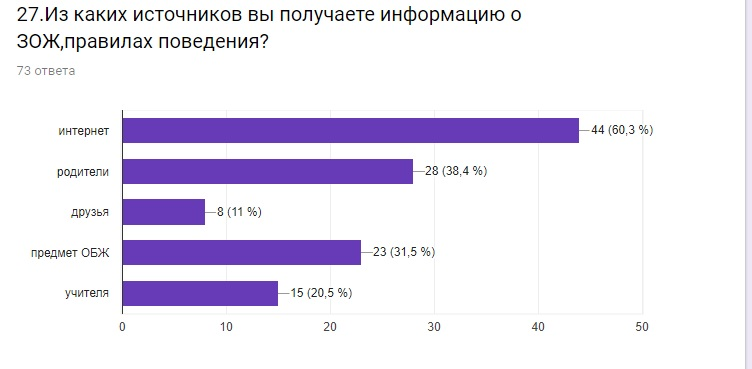 27.Из каких источников вы получаете информацию о
ЗОЖ,правилах поведения?
73 ответа
интернет 44 (60,3 %)
родители 28 (38,4 %)
друзья 8 (11 %)
предмет ОБЖ 23 (31,5 %)
учителя 15 (20,5 %)
0 10 20 30 40 50